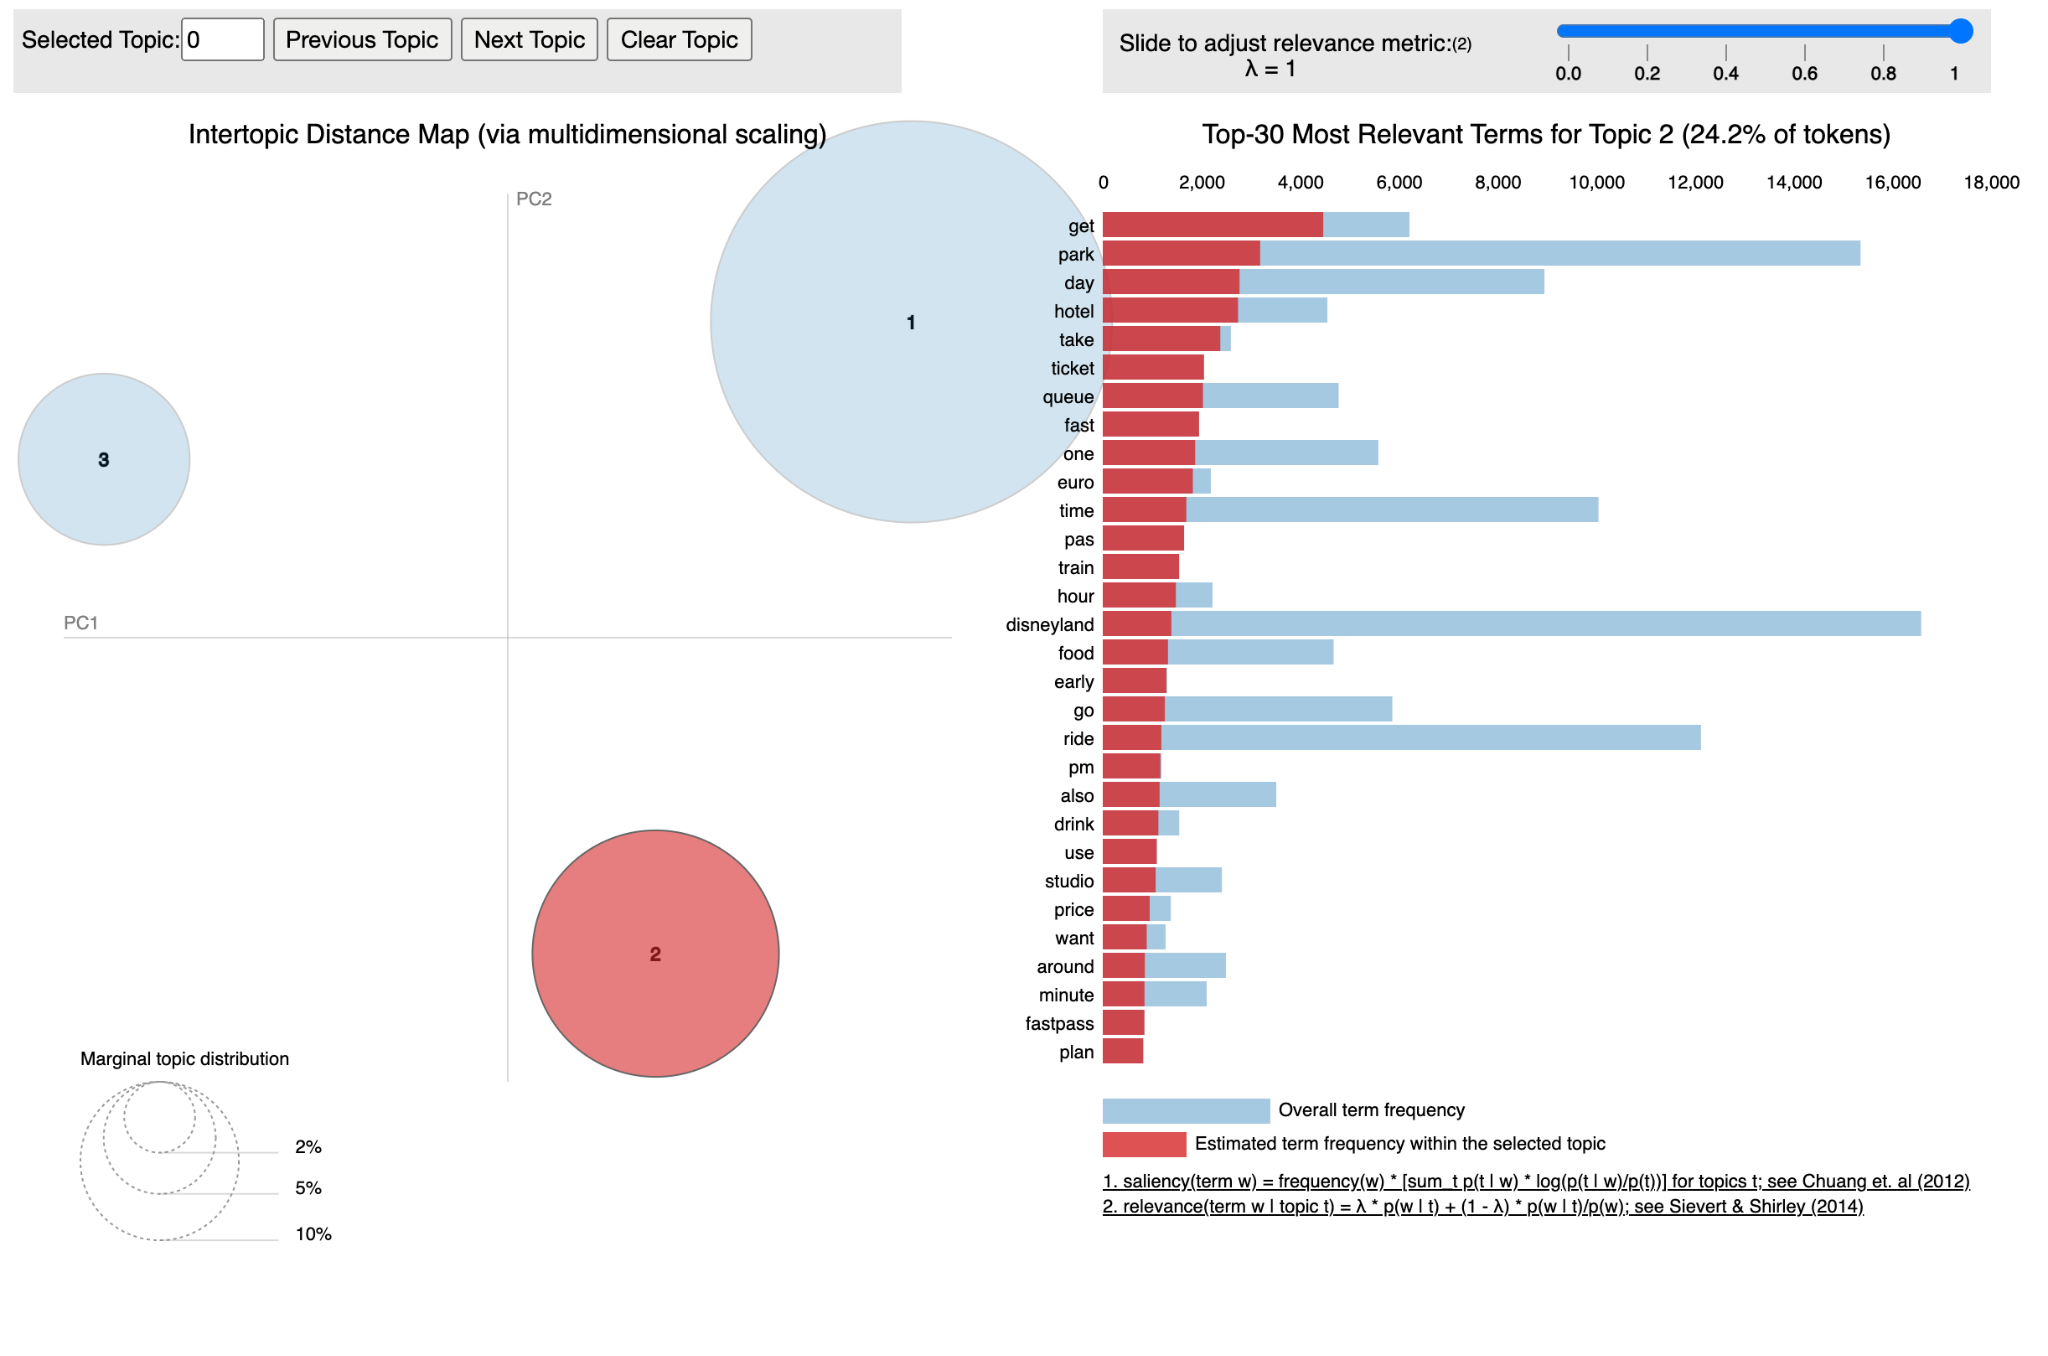 Selected Topic: 0 Previous Topic Next Topic Clear Topic
Slide to adjust relevance metric:(2)
λ = 1
0.0 0.2 0.4 0.6 0.8 1
Intertopic Distance Map (via multidimensional scaling)
PC2
1
3
PC1
2
Marginal topic distribution
2%
5%
10%
Top-30 Most Relevant Terms for Topic 2 (24.2% of tokens)
0 2,000 4,000 6,000 8,000 10,000 12,000 14,000 16,000 18,000
get
park
day
hotel
take
ticket
queue
fast
one
euro
time
pas
train
hour
disneyland
food
early
go
ride
pm
also
drink
use
studio
price
want
around
minute
fastpass
plan
Overall term frequency
Estimated term frequency within the selected topic
1. saliency(term w) = frequency(w) * [sum_t p(t | w) * log(p(t | w)/p(t))] for topics t; see Chuang et. al (2012)
2. relevance(term w | topic t) = λ * p(w | t) + (1 - λ) * p(w | t)/p(w); see Sievert & Shirley (2014)